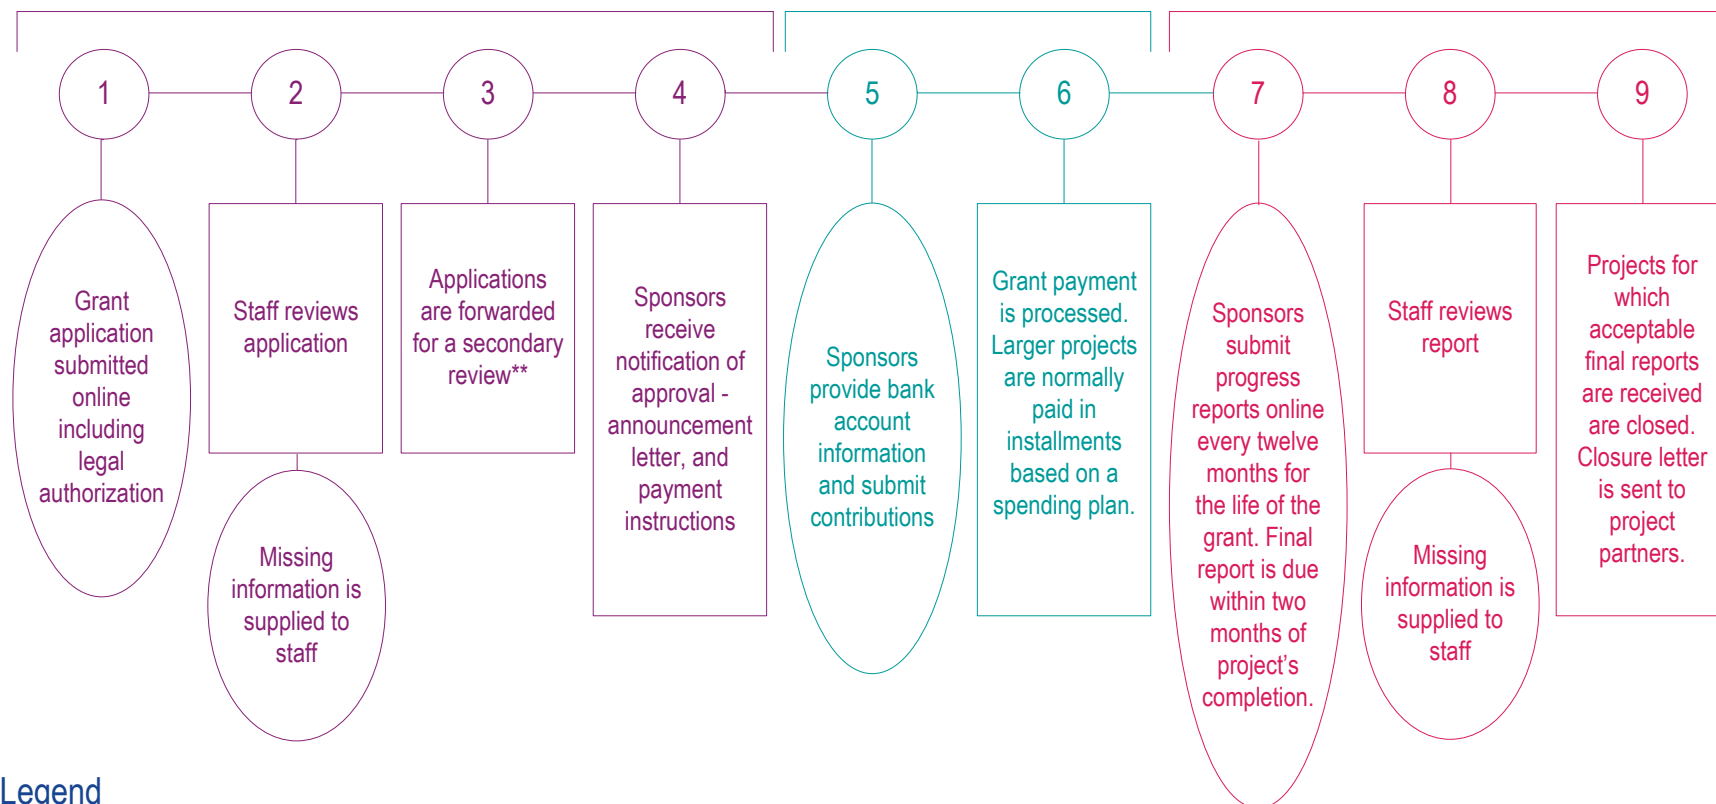 1
2
3
4
5
6
7
8
9
Grant
application
submitted
online
including
legal
authorization
Staff reviews
application
Missing
information is
supplied to
staff
Applications
are forwarded
for a secondary
review**
Sponsors
receive
notification of
approval -
announcement
letter, and
payment
instructions
Sponsors
provide bank
account
information
and submit
contributions
Grant payment
is processed.
Larger projects
are normally
paid in
installments
based on a
spending plan.
Sponsors
submit
progress
reports online
every twelve
months for
the life of the
grant. Final
report is due
within two
months of
project’s
completion.
Staff reviews
report
Missing
information is
supplied to
staff
Projects for
which
acceptable
final reports
are received
are closed.
Closure letter
is sent to
project
partners.
Legend